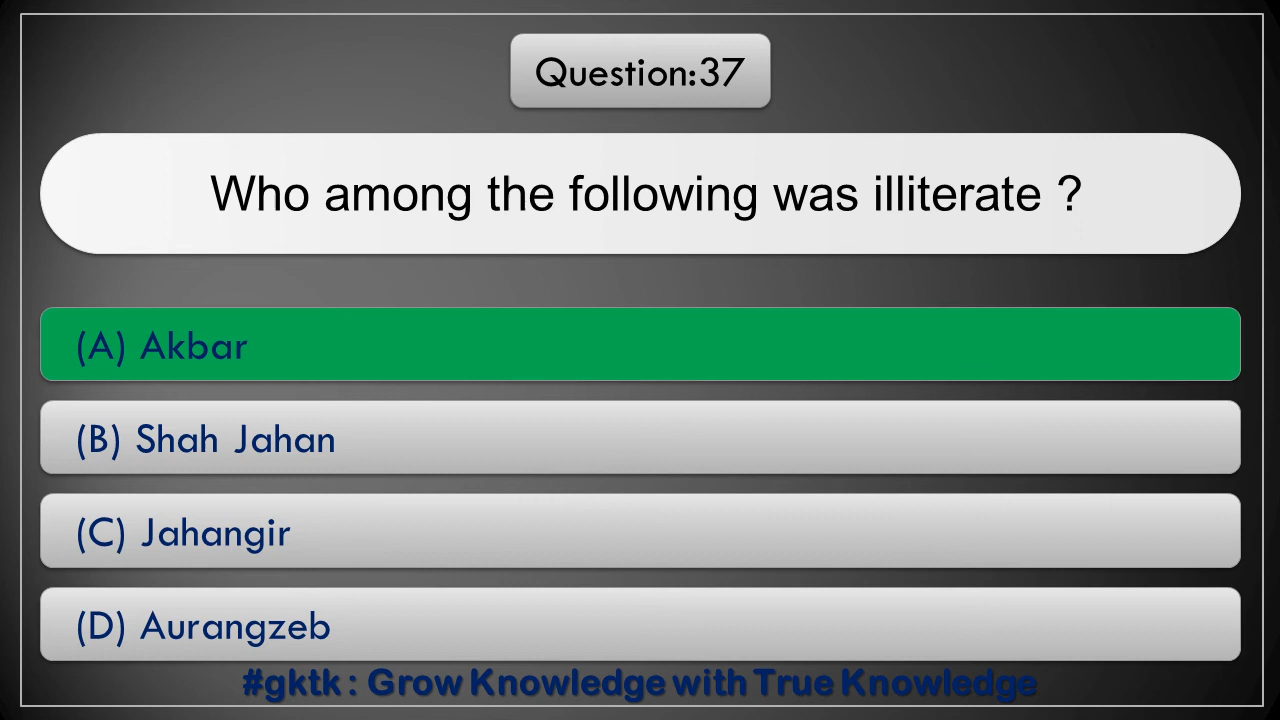 Question:37
Who among the following was illiterate ?
(A) Akbar
(B) Shah Jahan
(C) Jahangir
(D) Aurangzeb
#gktk : Grow Knowledge with True Knowledge